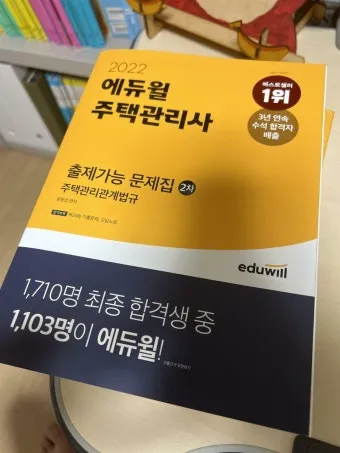 2022
에듀윌
주택관리사
베스트셀러
1위
3년 연속
수석 합격자
배출
출제가능 문제집 2차
주택관리관계법규
eduwill
1,710명 최종 합격생 중
1,103명이 에듀윌!